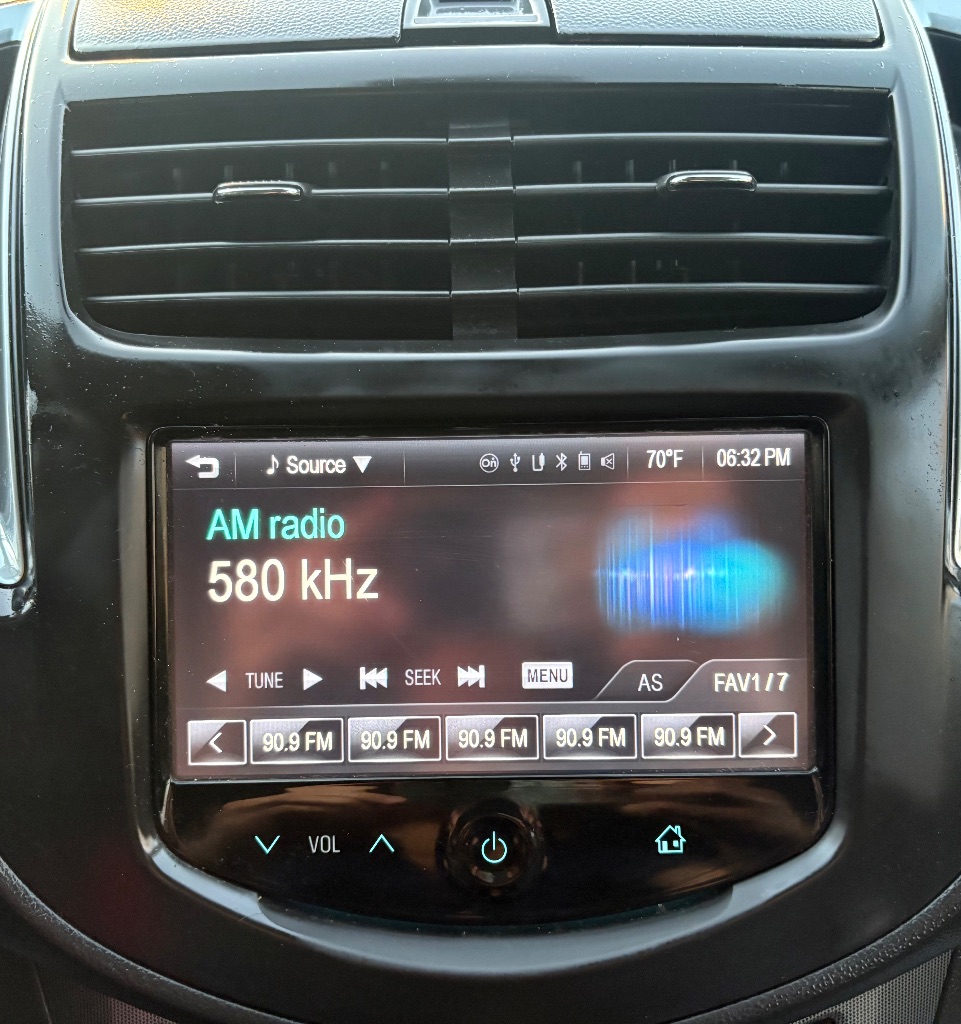 Source
On
70°F
06:32 PM
AM radio
580 kHz
TUNE
SEEK
MENU
AS
FAV1/7
90.9 FM
90.9 FM
90.9 FM
90.9 FM
90.9 FM
VOL